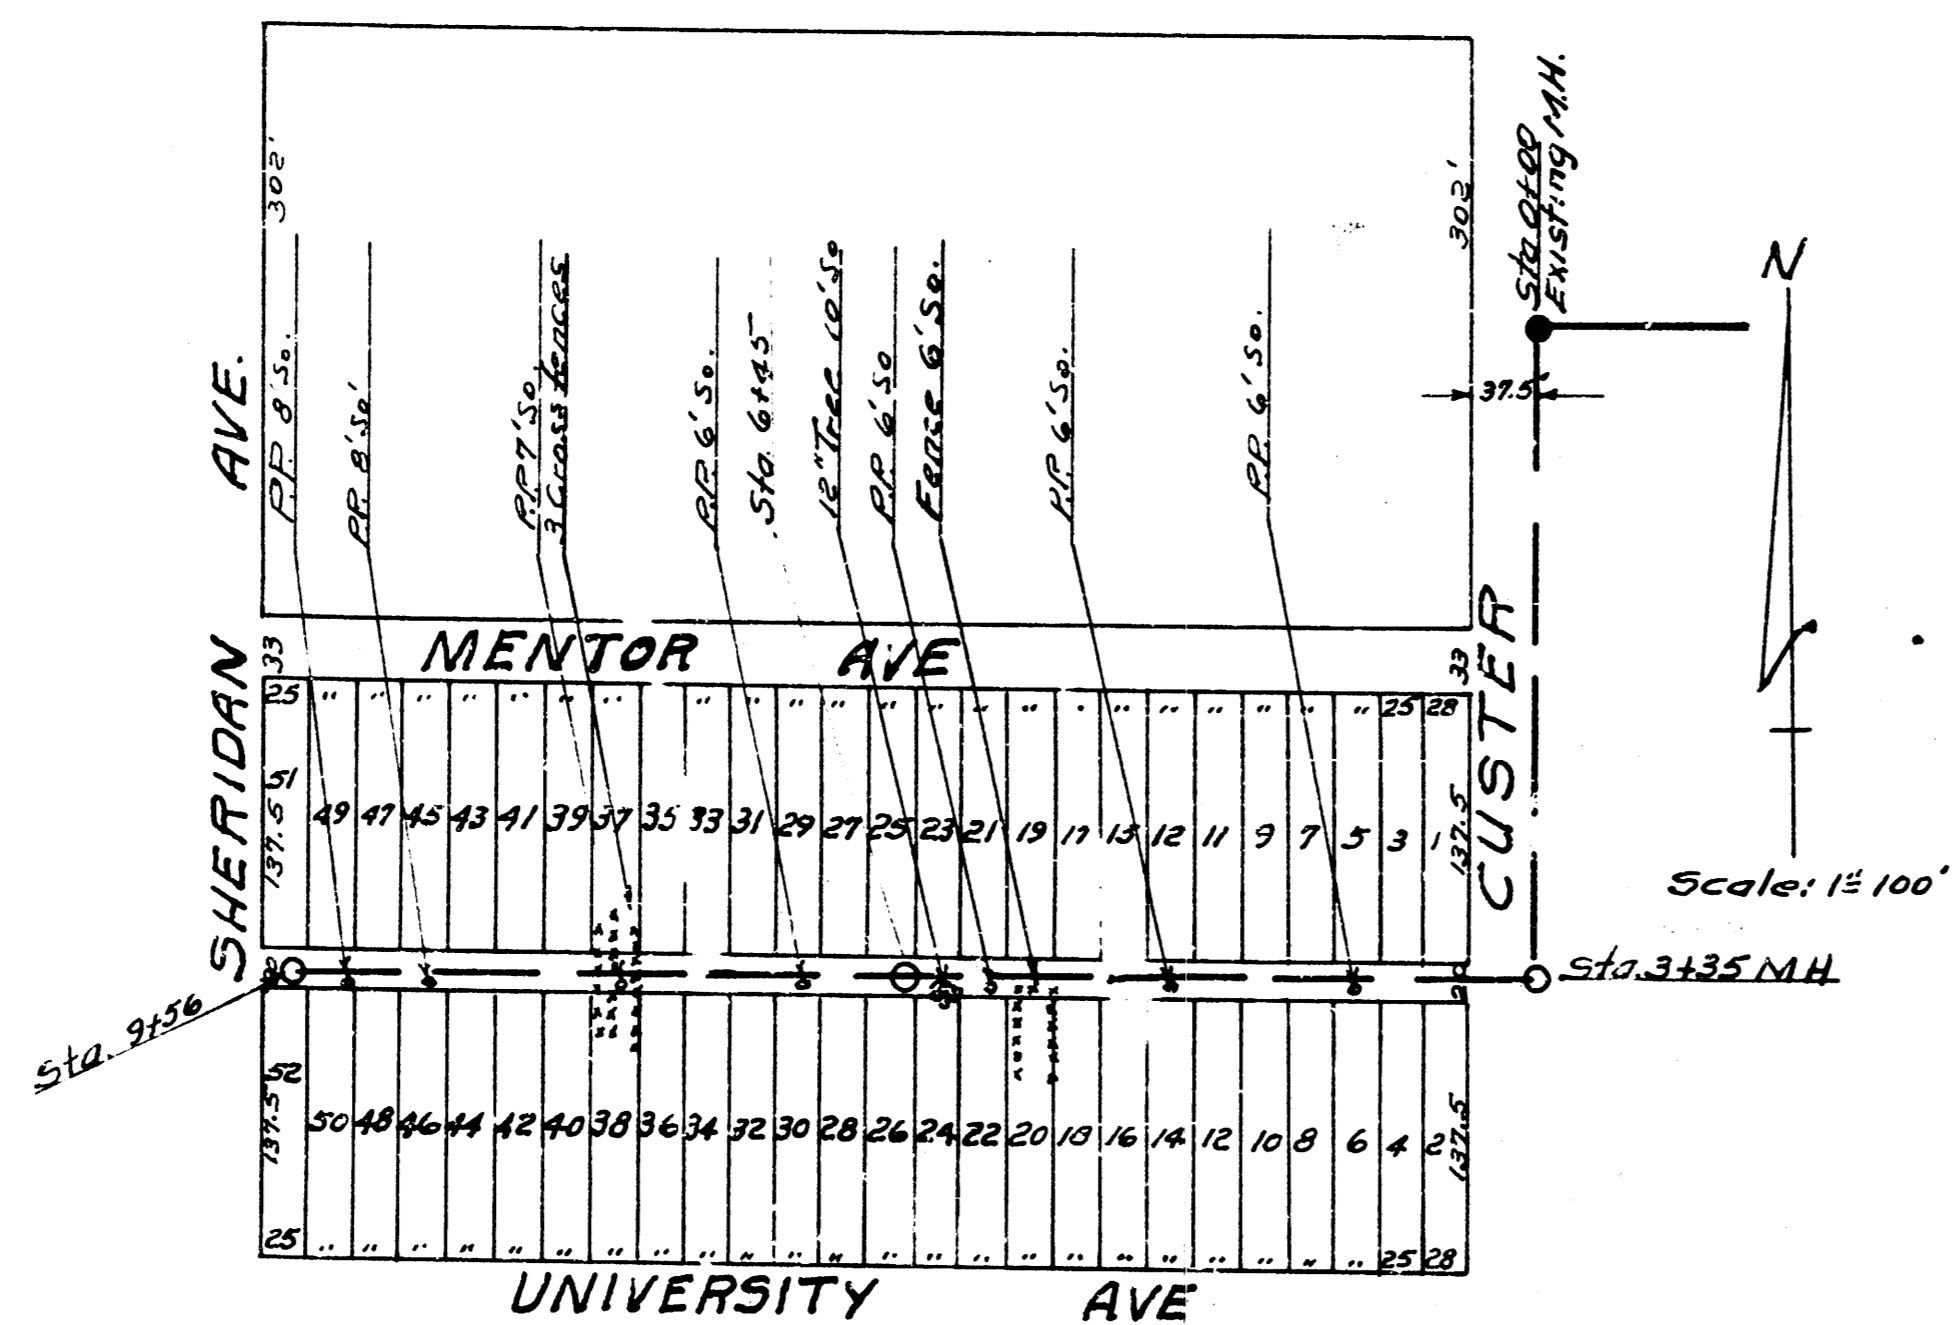 302'
302'
Sta 0+00
Existing M.H.
N
37.5'
P.P. 8' So.
P.P. 8' So'
P.P. 7' So.
3 Cross fences
P.P. 6' So.
Sta. 6+45
12" Tree 10' So
P.P. 6' So
Fence 6' So.
P.P. 6' So.
P.P. 6' So.
SHERIDAN AVE.
33
MENTOR AVE
33
CUSTER
25 " " " " " " " " " " " " " " " " " " " " " " 25 28
137.5
51 49 47 45 43 41 39 37 35 33 31 29 27 25 23 21 19 17 15 12 11 9 7 5 3 1
137.5
Scale: 1"=100'
20
20
Sta. 3+35 MH
Sta. 9+56
137.5
52 50 48 46 44 42 40 38 36 34 32 30 28 26 24 22 20 18 16 14 12 10 8 6 4 2
137.5
25 " " " " " " " " " " " " " " " " " " " " " " " 25 28
UNIVERSITY AVE